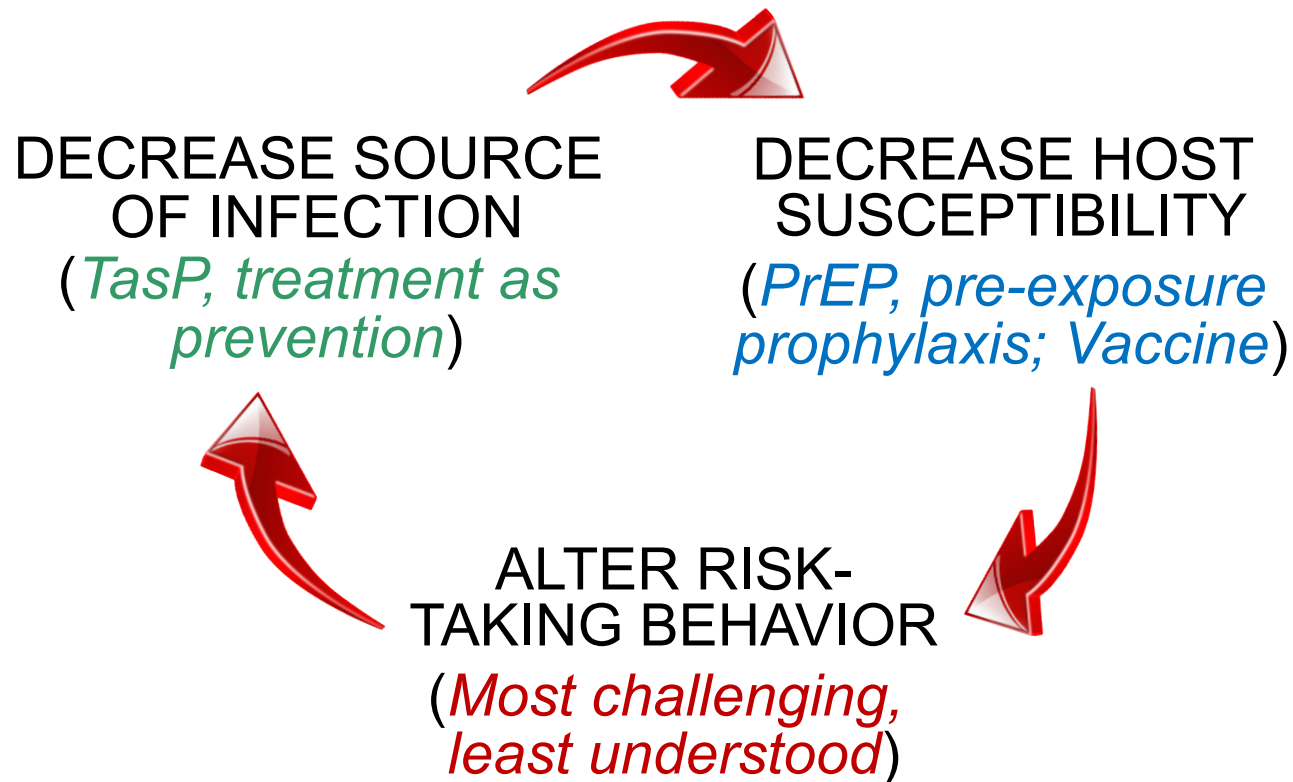 DECREASE SOURCE
OF INFECTION
(TasP, treatment as
prevention)
DECREASE HOST
SUSCEPTIBILITY
(PrEP, pre-exposure
prophylaxis; Vaccine)
ALTER RISK-
TAKING BEHAVIOR
(Most challenging,
least understood)